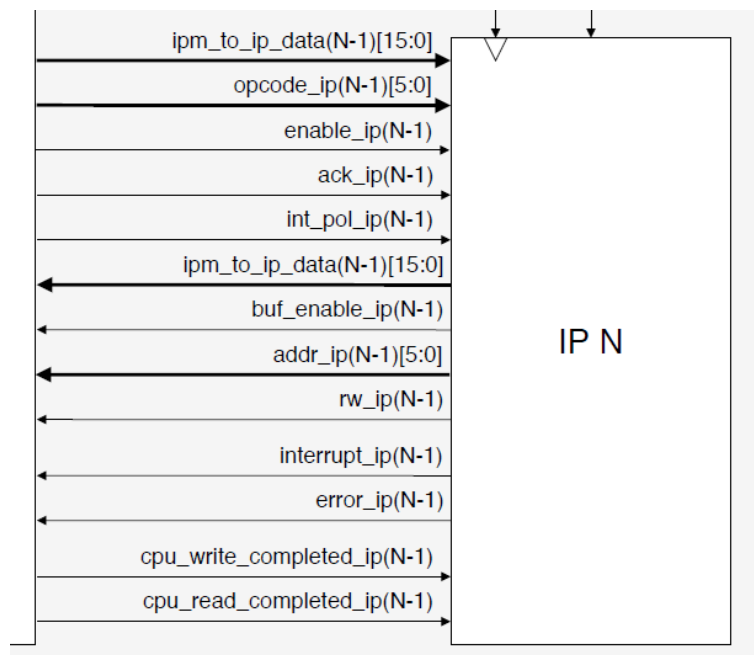 ipm_to_ip_data(N-1)[15:0]
opcode_ip(N-1)[5:0]
enable_ip(N-1)
ack_ip(N-1)
int_pol_ip(N-1)
ipm_to_ip_data(N-1)[15:0]
buf_enable_ip(N-1)
addr_ip(N-1)[5:0]
rw_ip(N-1)
interrupt_ip(N-1)
error_ip(N-1)
cpu_write_completed_ip(N-1)
cpu_read_completed_ip(N-1)
IP N